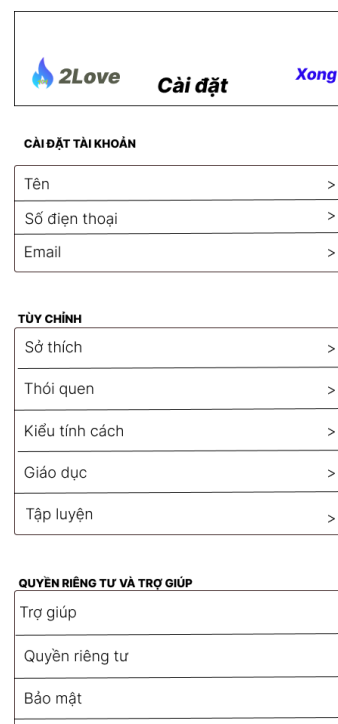 2Love
Cài đặt
Xong
CÀI ĐẶT TÀI KHOẢN
Tên >
Số điẹn thoại >
Email >
TÙY CHỈNH
Sở thích >
Thói quen >
Kiểu tính cách >
Giáo dục >
Tập luyện >
QUYỀN RIÊNG TƯ VÀ TRỢ GIÚP
Trợ giúp
Quyền riêng tư
Bảo mật